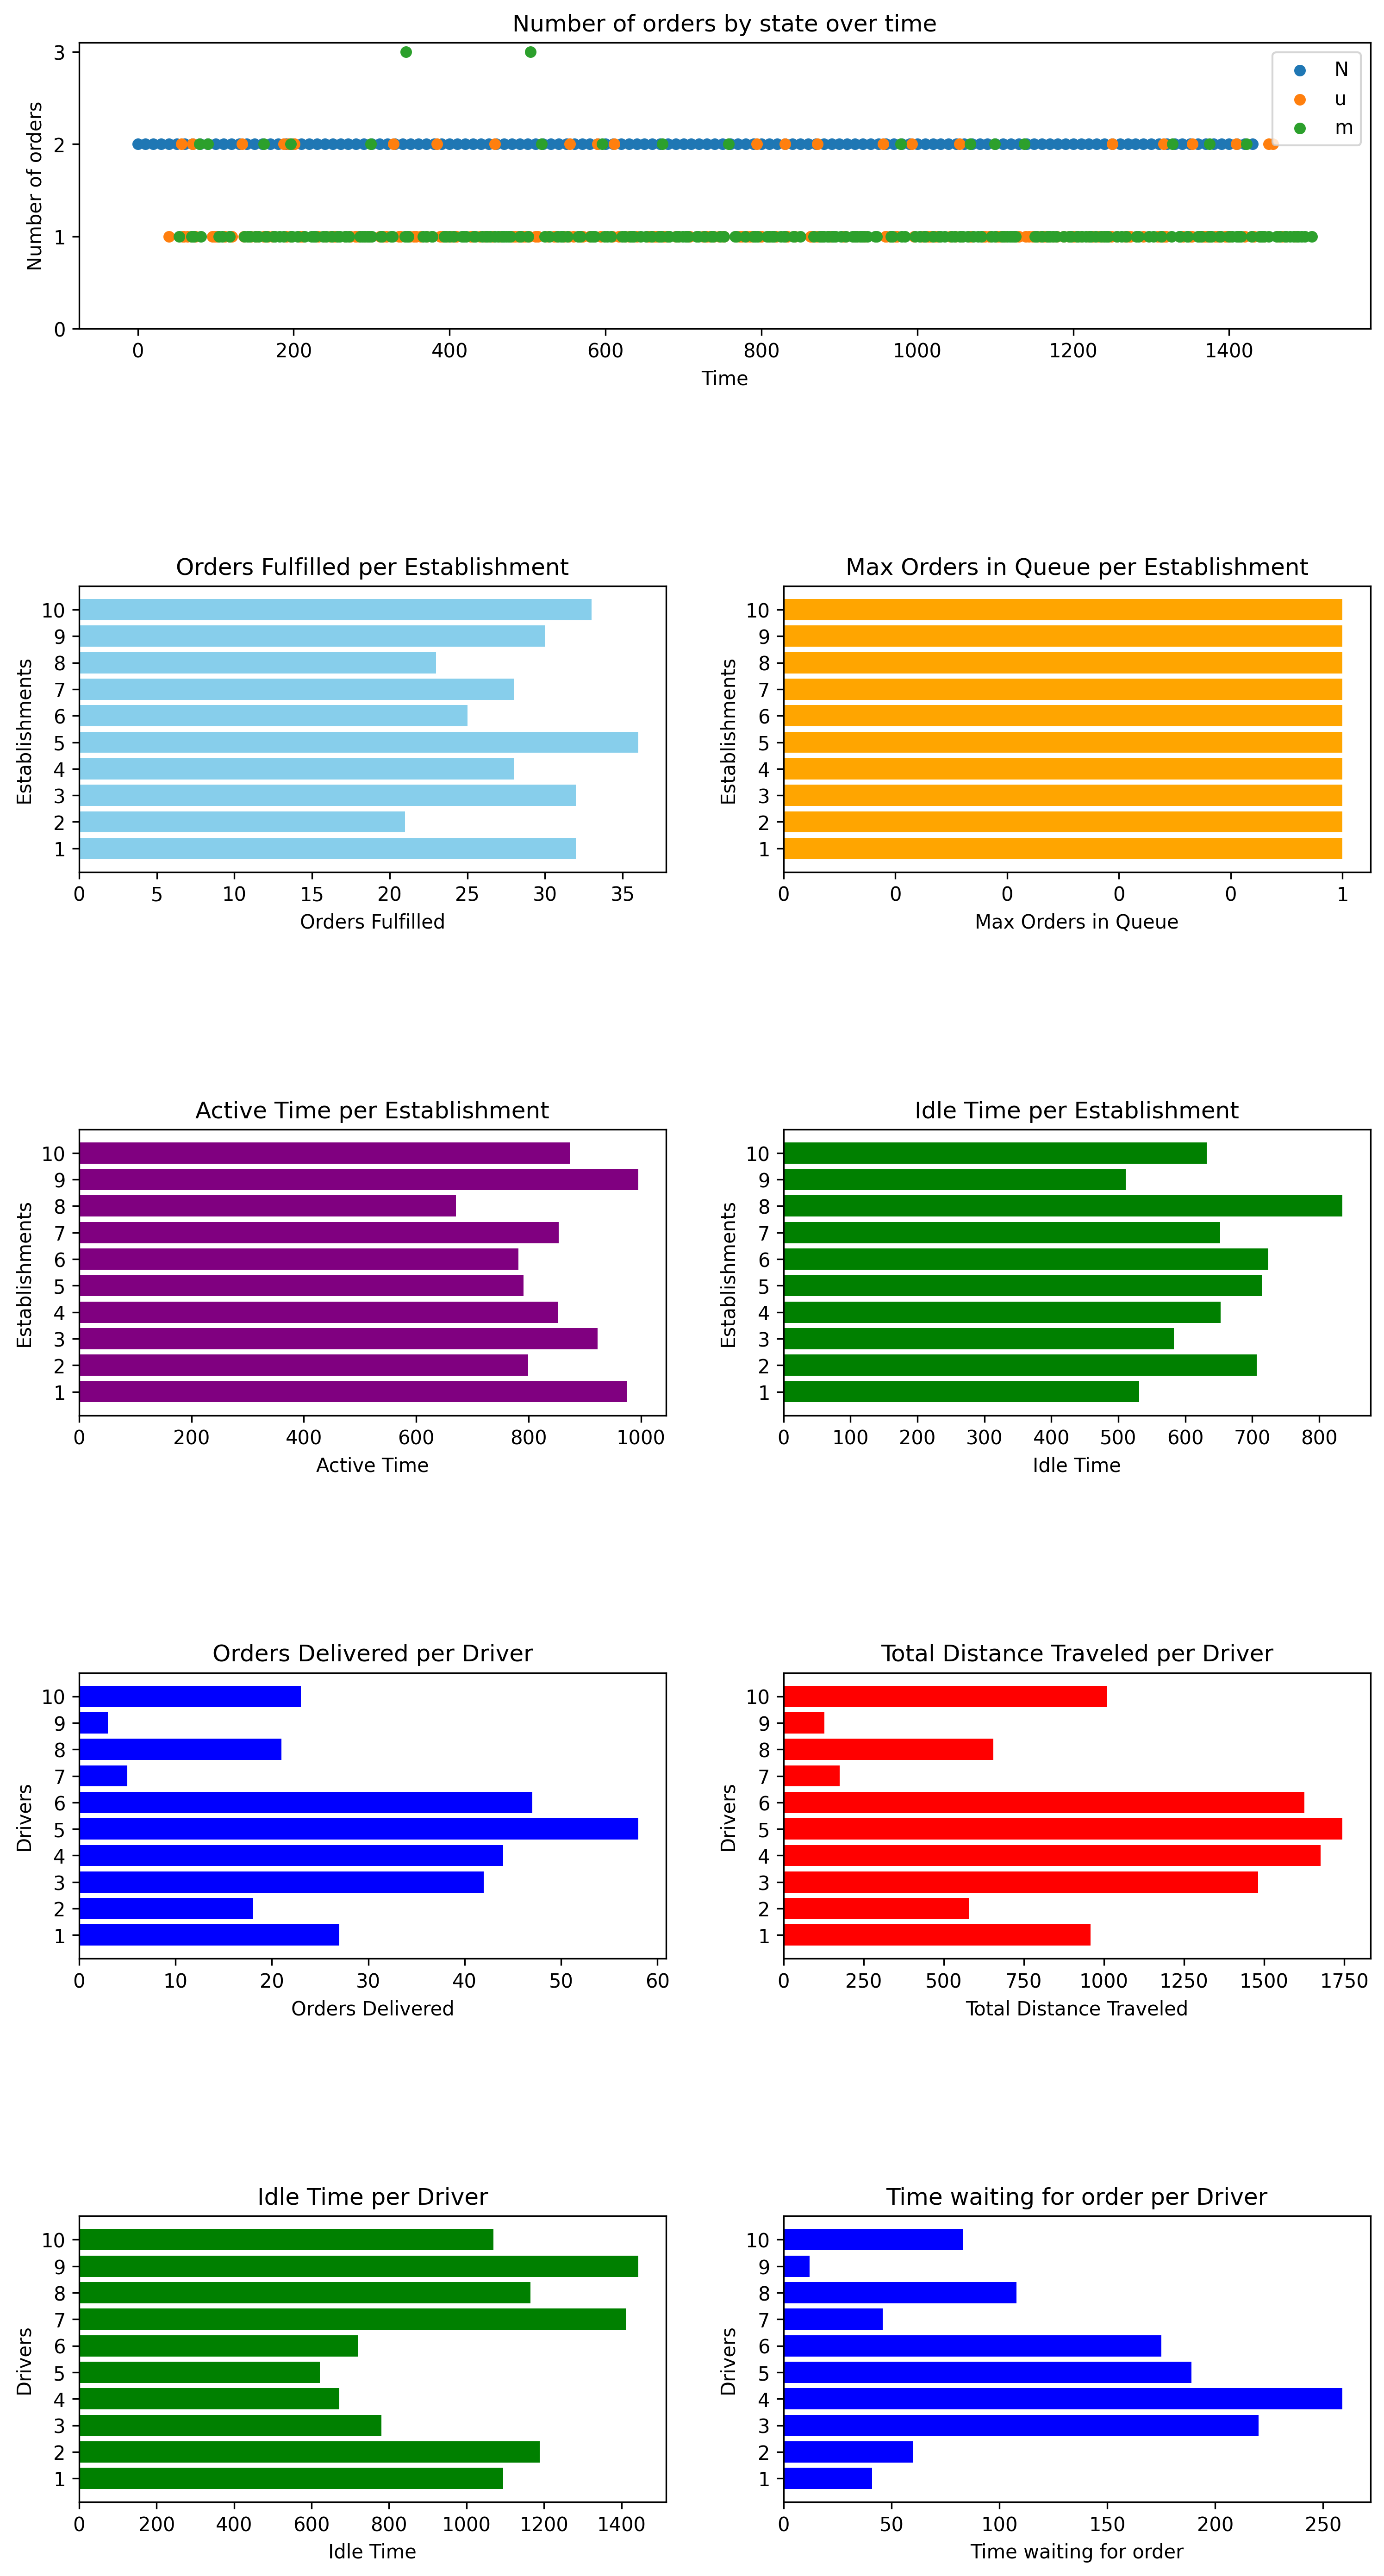 Number of orders by state over time
Number of orders
3
2
1
0
N
u
m
0 200 400 600 800 1000 1200 1400
Time
Orders Fulfilled per Establishment
Establishments
10
9
8
7
6
5
4
3
2
1
0 5 10 15 20 25 30 35
Orders Fulfilled
Max Orders in Queue per Establishment
Establishments
10
9
8
7
6
5
4
3
2
1
0 0 0 0 0 1
Max Orders in Queue
Active Time per Establishment
Establishments
10
9
8
7
6
5
4
3
2
1
0 200 400 600 800 1000
Active Time
Idle Time per Establishment
Establishments
10
9
8
7
6
5
4
3
2
1
0 100 200 300 400 500 600 700 800
Idle Time
Orders Delivered per Driver
Drivers
10
9
8
7
6
5
4
3
2
1
0 10 20 30 40 50 60
Orders Delivered
Total Distance Traveled per Driver
Drivers
10
9
8
7
6
5
4
3
2
1
0 250 500 750 1000 1250 1500 1750
Total Distance Traveled
Idle Time per Driver
Drivers
10
9
8
7
6
5
4
3
2
1
0 200 400 600 800 1000 1200 1400
Idle Time
Time waiting for order per Driver
Drivers
10
9
8
7
6
5
4
3
2
1
0 50 100 150 200 250
Time waiting for order